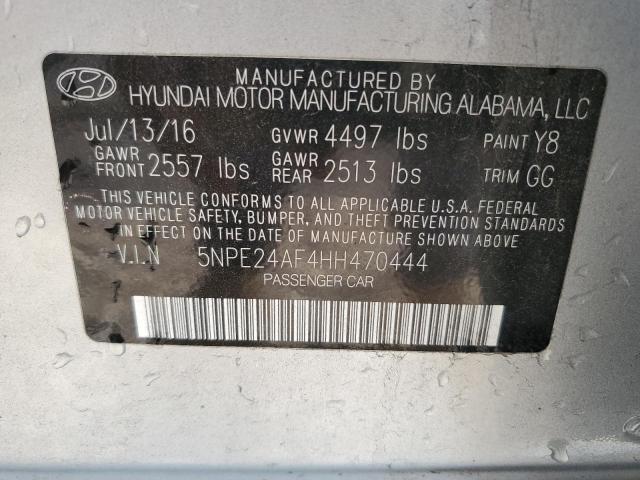 MANUFACTURED BY
HYUNDAI MOTOR MANUFACTURING ALABAMA, LLC
Jul/13/16 GVWR 4497 lbs PAINT Y8
GAWR FRONT 2557 lbs GAWR REAR 2513 lbs TRIM GG
THIS VEHICLE CONFORMS TO ALL APPLICABLE U.S.A. FEDERAL
MOTOR VEHICLE SAFETY, BUMPER, AND THEFT PREVENTION STANDARDS
IN EFFECT ON THE DATE OF MANUFACTURE SHOWN ABOVE.
V.I.N 5NPE24AF4HH470444
PASSENGER CAR